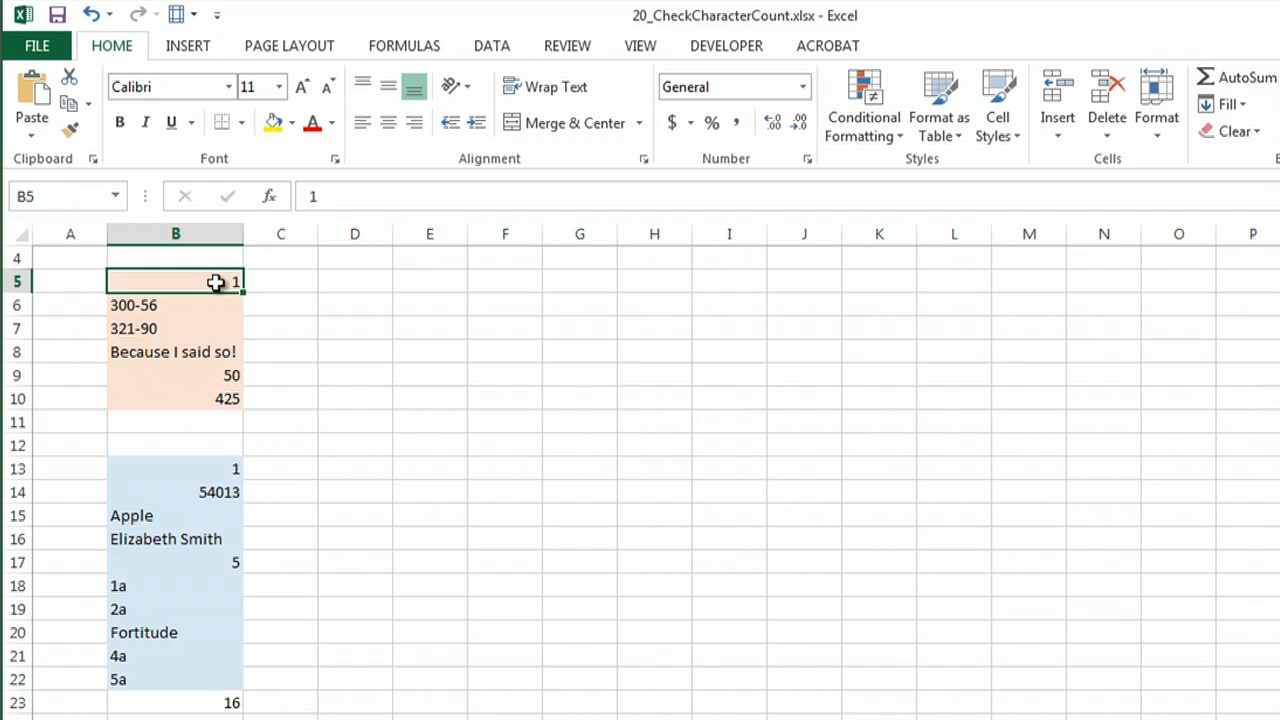 20_CheckCharacterCount.xlsx - Excel
FILE HOME INSERT PAGE LAYOUT FORMULAS DATA REVIEW VIEW DEVELOPER ACROBAT
Calibri 11 Wrap Text General AutoSum
Paste B I U Merge & Center $ % , Conditional Formatting Format as Table Cell Styles Insert Delete Format Fill Clear
Clipboard Font Alignment Number Styles Cells
B5 fx 1
A B C D E F G H I J K L M N O P
4
5 1
6 300-56
7 321-90
8 Because I said so!
9 50
10 425
11
12
13 1
14 54013
15 Apple
16 Elizabeth Smith
17 5
18 1a
19 2a
20 Fortitude
21 4a
22 5a
23 16